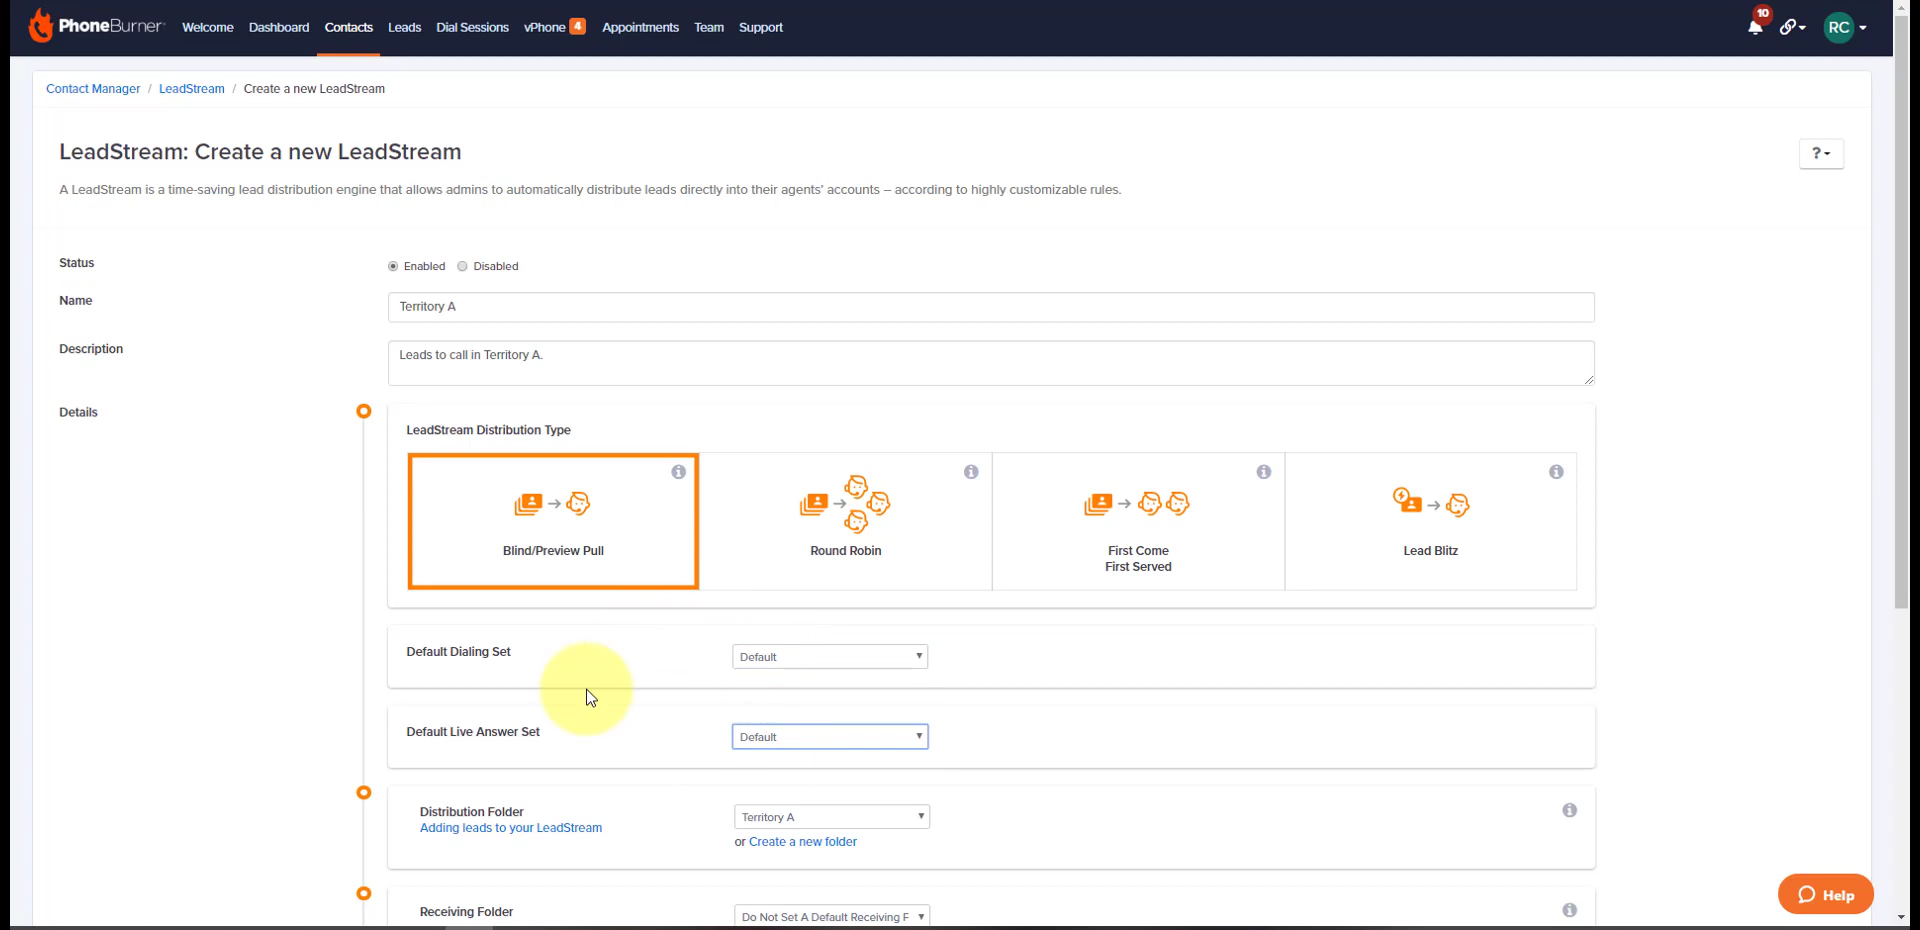 PhoneBurner Welcome Dashboard Contacts Leads Dial Sessions vPhone 4 Appointments Team Support 10 RC
Contact Manager / LeadStream / Create a new LeadStream
LeadStream: Create a new LeadStream
?
A LeadStream is a time-saving lead distribution engine that allows admins to automatically distribute leads directly into their agents' accounts – according to highly customizable rules.
Status Enabled Disabled
Name Territory A
Description Leads to call in Territory A.
Details
LeadStream Distribution Type
Blind/Preview Pull
Round Robin
First Come
First Served
Lead Blitz
Default Dialing Set Default
Default Live Answer Set Default
Distribution Folder Territory A
Adding leads to your LeadStream
or Create a new folder
Receiving Folder Do Not Set A Default Receiving F
Help